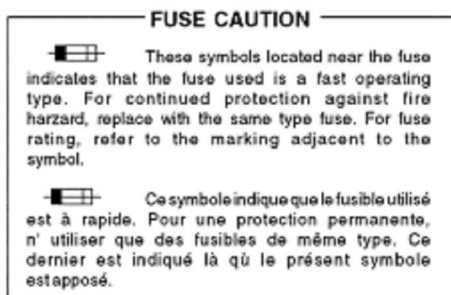 FUSE CAUTION
These symbols located near the fuse
indicates that the fuse used is a fast operating
type. For continued protection against fire
harzard, replace with the same type fuse. For fuse
rating, refer to the marking adjacent to the
symbol.
Ce symbole indique que le fusible utilisé
est à rapide. Pour une protection permanente,
n' utiliser que des fusibles de même type. Ce
dernier est indiqué là qù le présent symbole
est apposé.